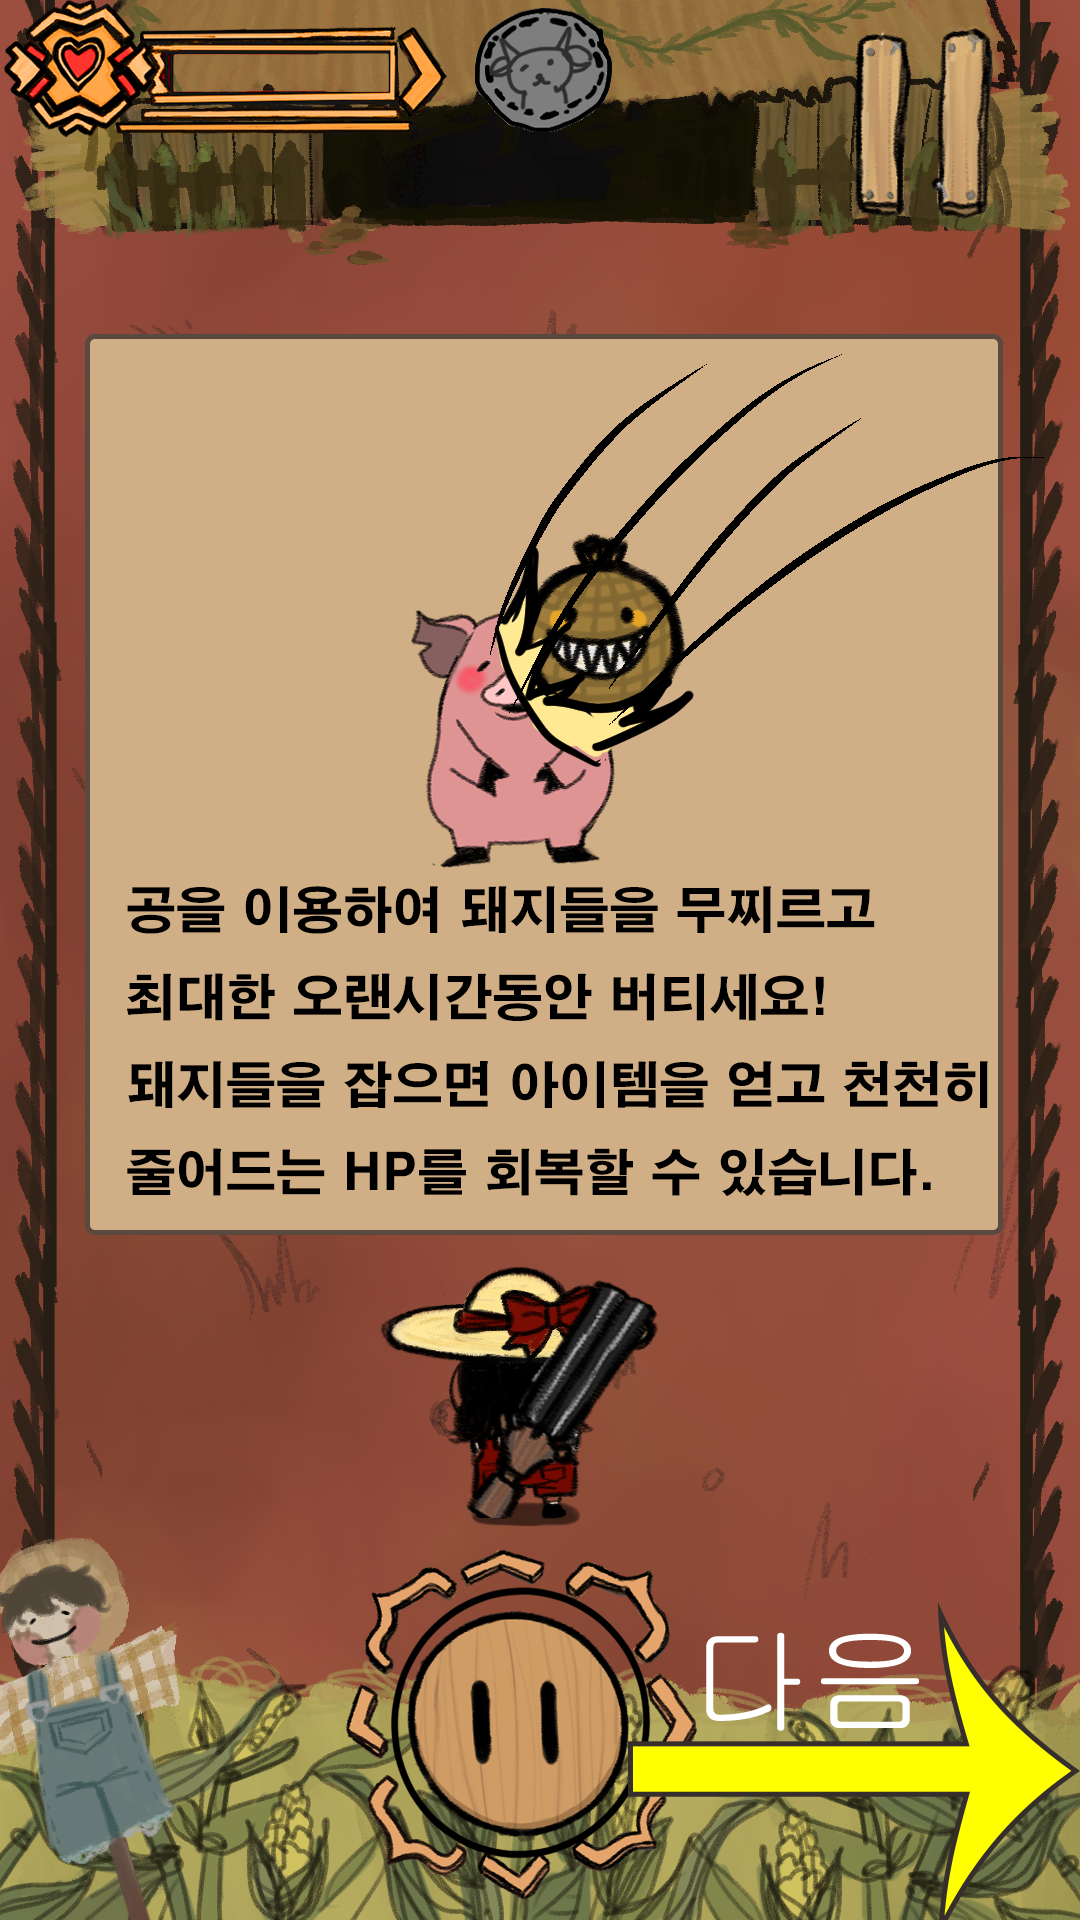 공을 이용하여 돼지들을 무찌르고
최대한 오랜시간동안 버티세요!
돼지들을 잡으면 아이템을 얻고 천천히
줄어드는 HP를 회복할 수 있습니다.
다음